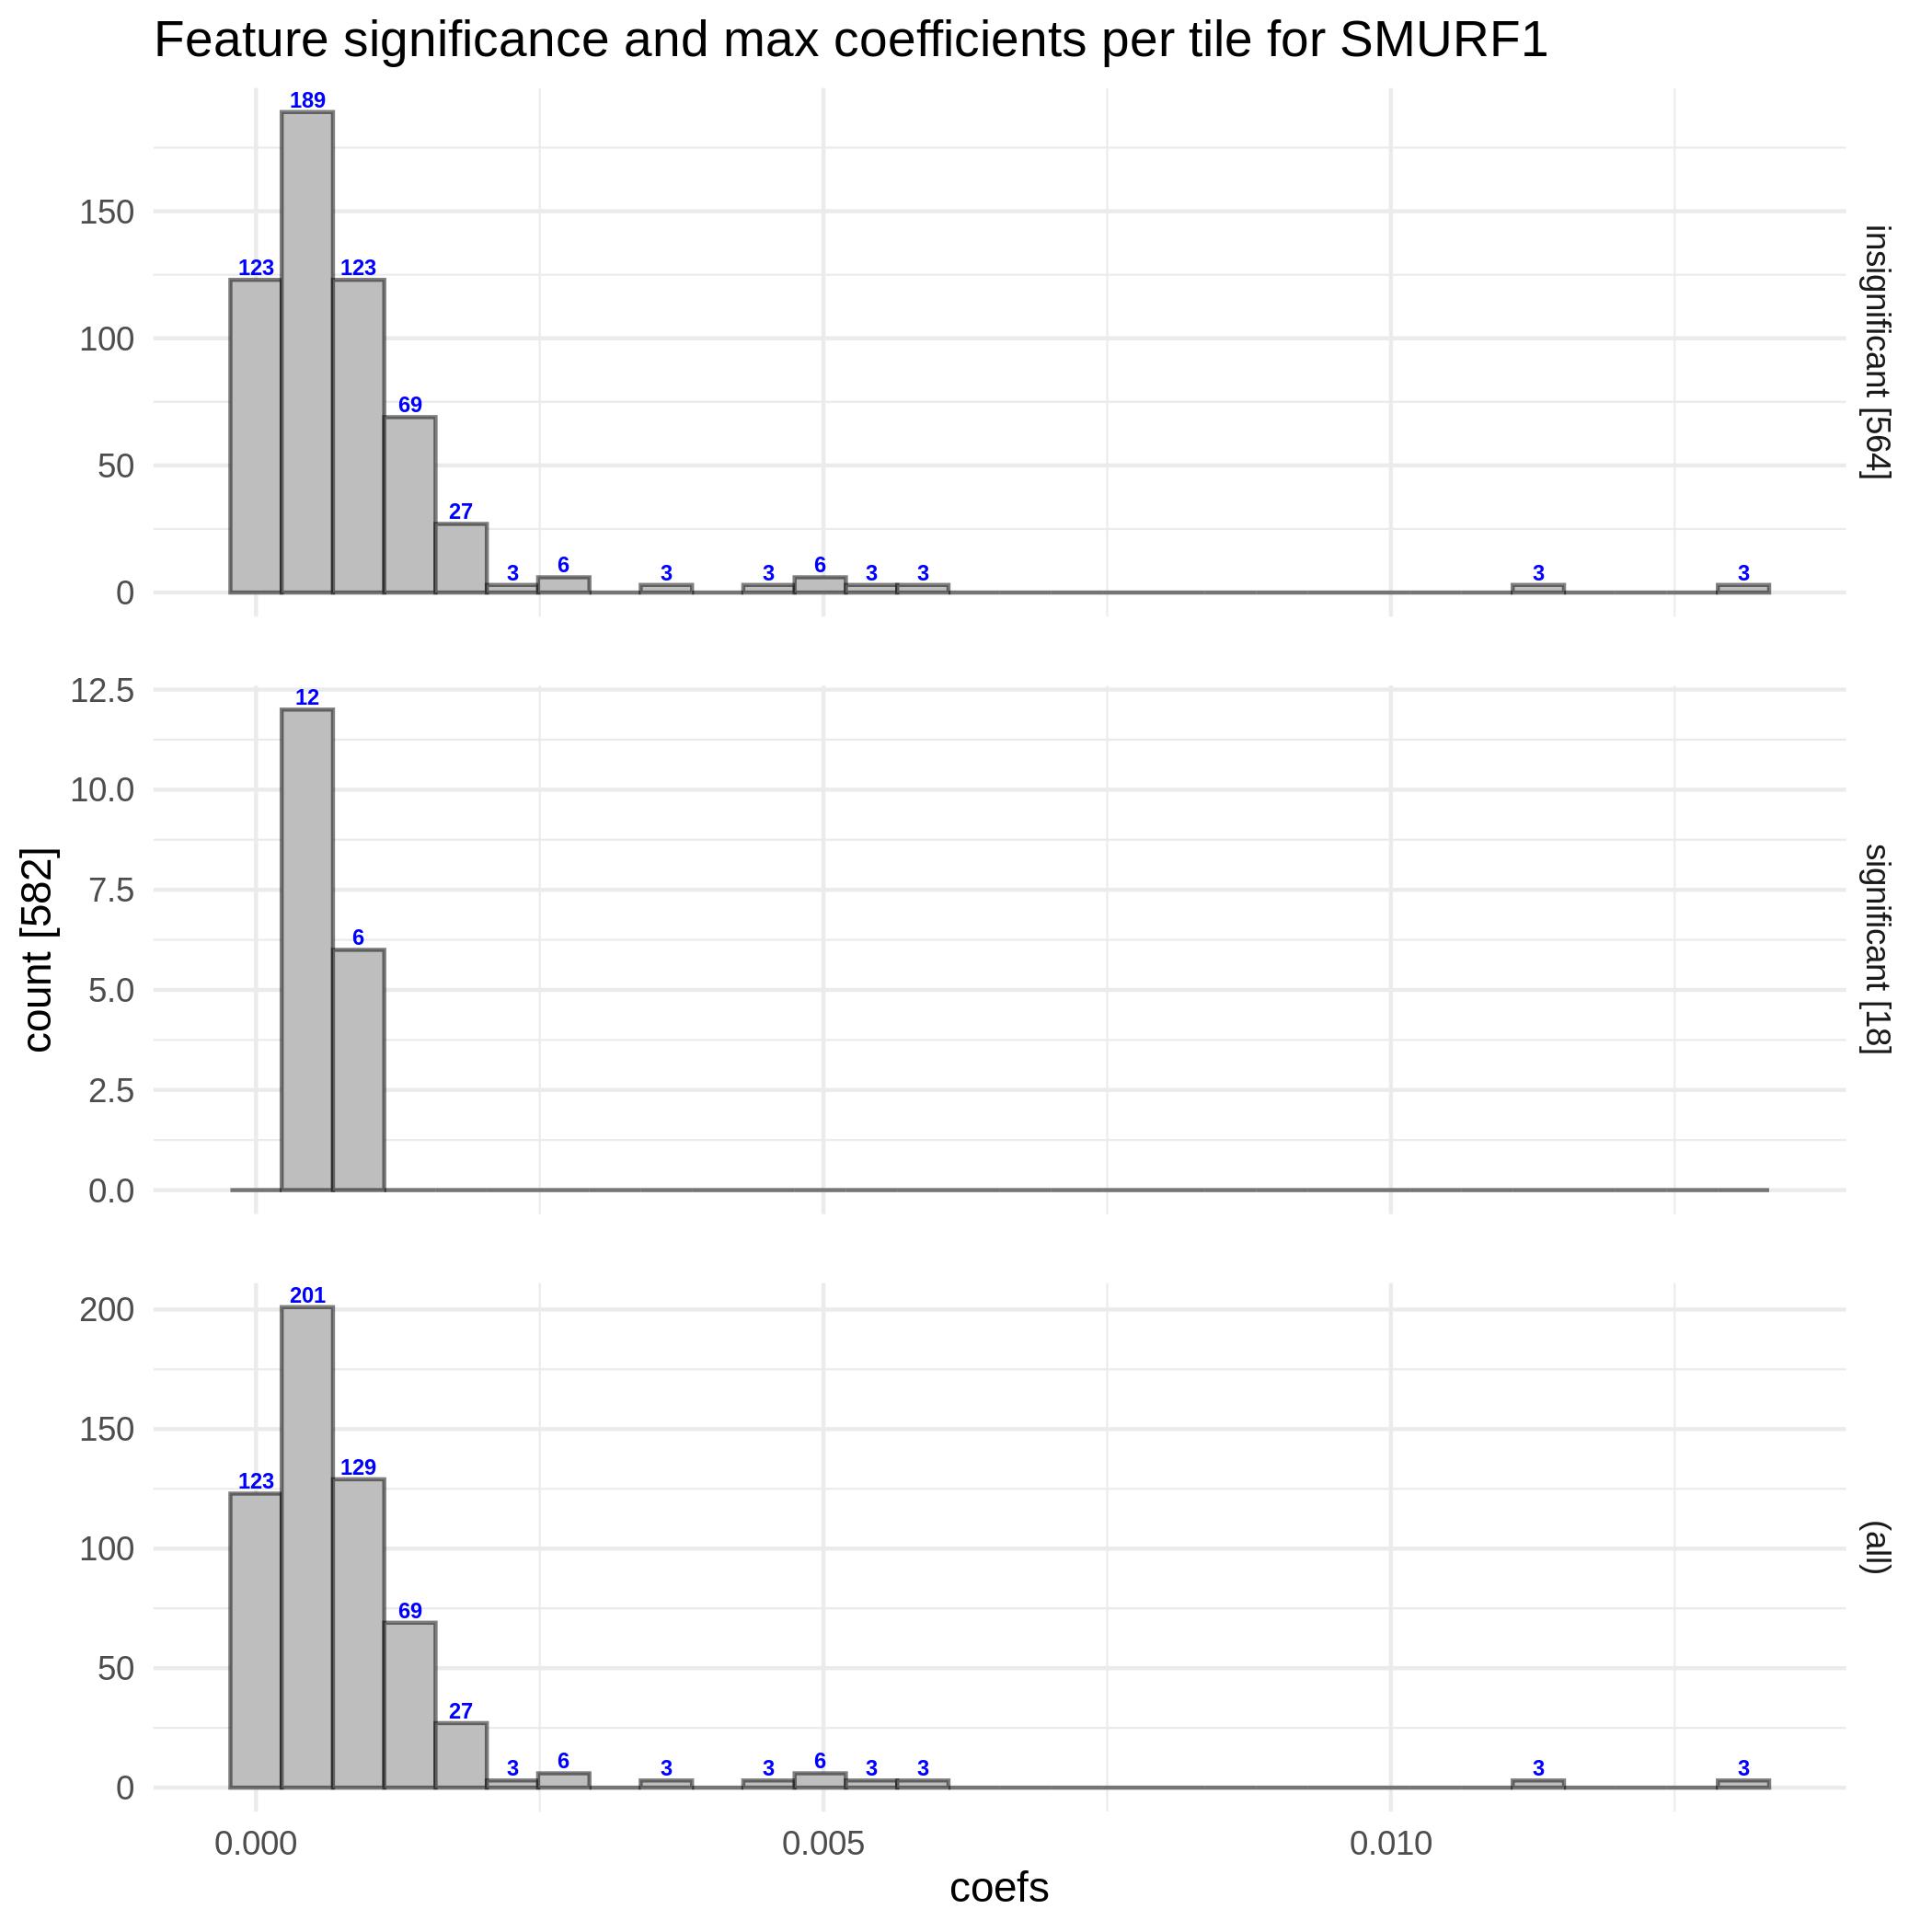 Feature significance and max coefficients per tile for SMURF1
189
123 123
69
27
3 6 3 3 6 3 3 3 3
150
100
50
0
insignificant [564]
12
6
12.5
10.0
7.5
5.0
2.5
0.0
significant [18]
count [582]
201
123 129
69
27
3 6 3 3 6 3 3 3 3
200
150
100
50
0
(all)
0.000 0.005 0.010
coefs